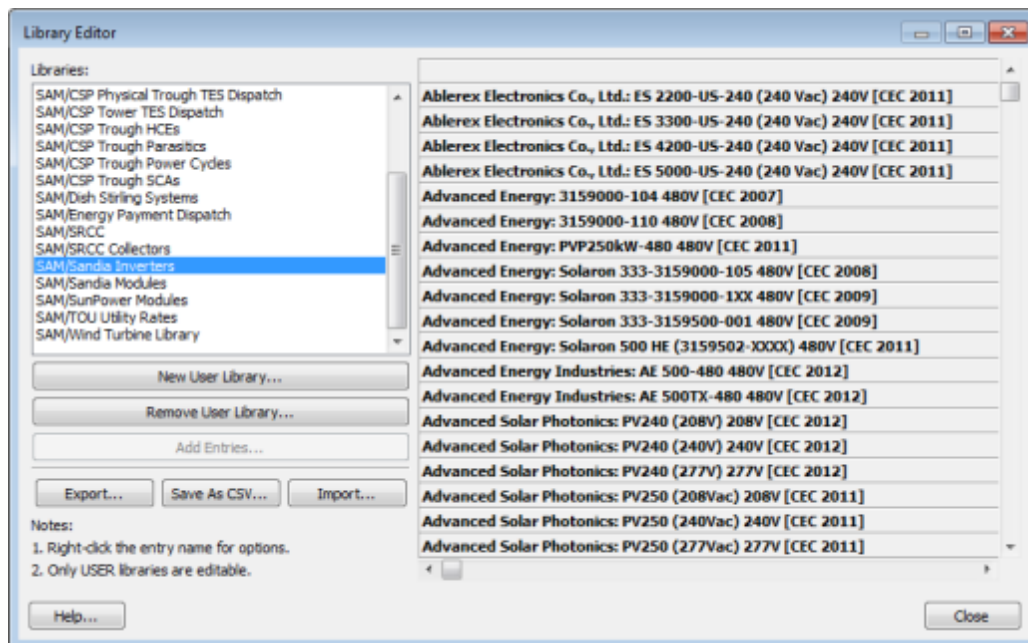 Library Editor
Libraries:
SAM/CSP Physical Trough TES Dispatch
SAM/CSP Tower TES Dispatch
SAM/CSP Trough HCEs
SAM/CSP Trough Parasitics
SAM/CSP Trough Power Cycles
SAM/CSP Trough SCAs
SAM/Dish Stirling Systems
SAM/Energy Payment Dispatch
SAM/SRCC
SAM/SRCC Collectors
SAM/Sandia Inverters
SAM/Sandia Modules
SAM/SunPower Modules
SAM/TOU Utility Rates
SAM/Wind Turbine Library
New User Library...
Remove User Library...
Add Entries...
Export...
Save As CSV...
Import...
Notes:
1. Right-click the entry name for options.
2. Only USER libraries are editable.
Ablerex Electronics Co., Ltd.: ES 2200-US-240 (240 Vac) 240V [CEC 2011]
Ablerex Electronics Co., Ltd.: ES 3300-US-240 (240 Vac) 240V [CEC 2011]
Ablerex Electronics Co., Ltd.: ES 4200-US-240 (240 Vac) 240V [CEC 2011]
Ablerex Electronics Co., Ltd.: ES 5000-US-240 (240 Vac) 240V [CEC 2011]
Advanced Energy: 3159000-104 480V [CEC 2007]
Advanced Energy: 3159000-110 480V [CEC 2008]
Advanced Energy: PVP250kW-480 480V [CEC 2011]
Advanced Energy: Solaron 333-3159000-105 480V [CEC 2008]
Advanced Energy: Solaron 333-3159000-1XX 480V [CEC 2009]
Advanced Energy: Solaron 333-3159500-001 480V [CEC 2009]
Advanced Energy: Solaron 500 HE (3159502-XXXX) 480V [CEC 2011]
Advanced Energy Industries: AE 500-480 480V [CEC 2012]
Advanced Energy Industries: AE 500TX-480 480V [CEC 2012]
Advanced Solar Photonics: PV240 (208V) 208V [CEC 2012]
Advanced Solar Photonics: PV240 (240V) 240V [CEC 2012]
Advanced Solar Photonics: PV240 (277V) 277V [CEC 2012]
Advanced Solar Photonics: PV250 (208Vac) 208V [CEC 2011]
Advanced Solar Photonics: PV250 (240Vac) 240V [CEC 2011]
Advanced Solar Photonics: PV250 (277Vac) 277V [CEC 2011]
Help...
Close